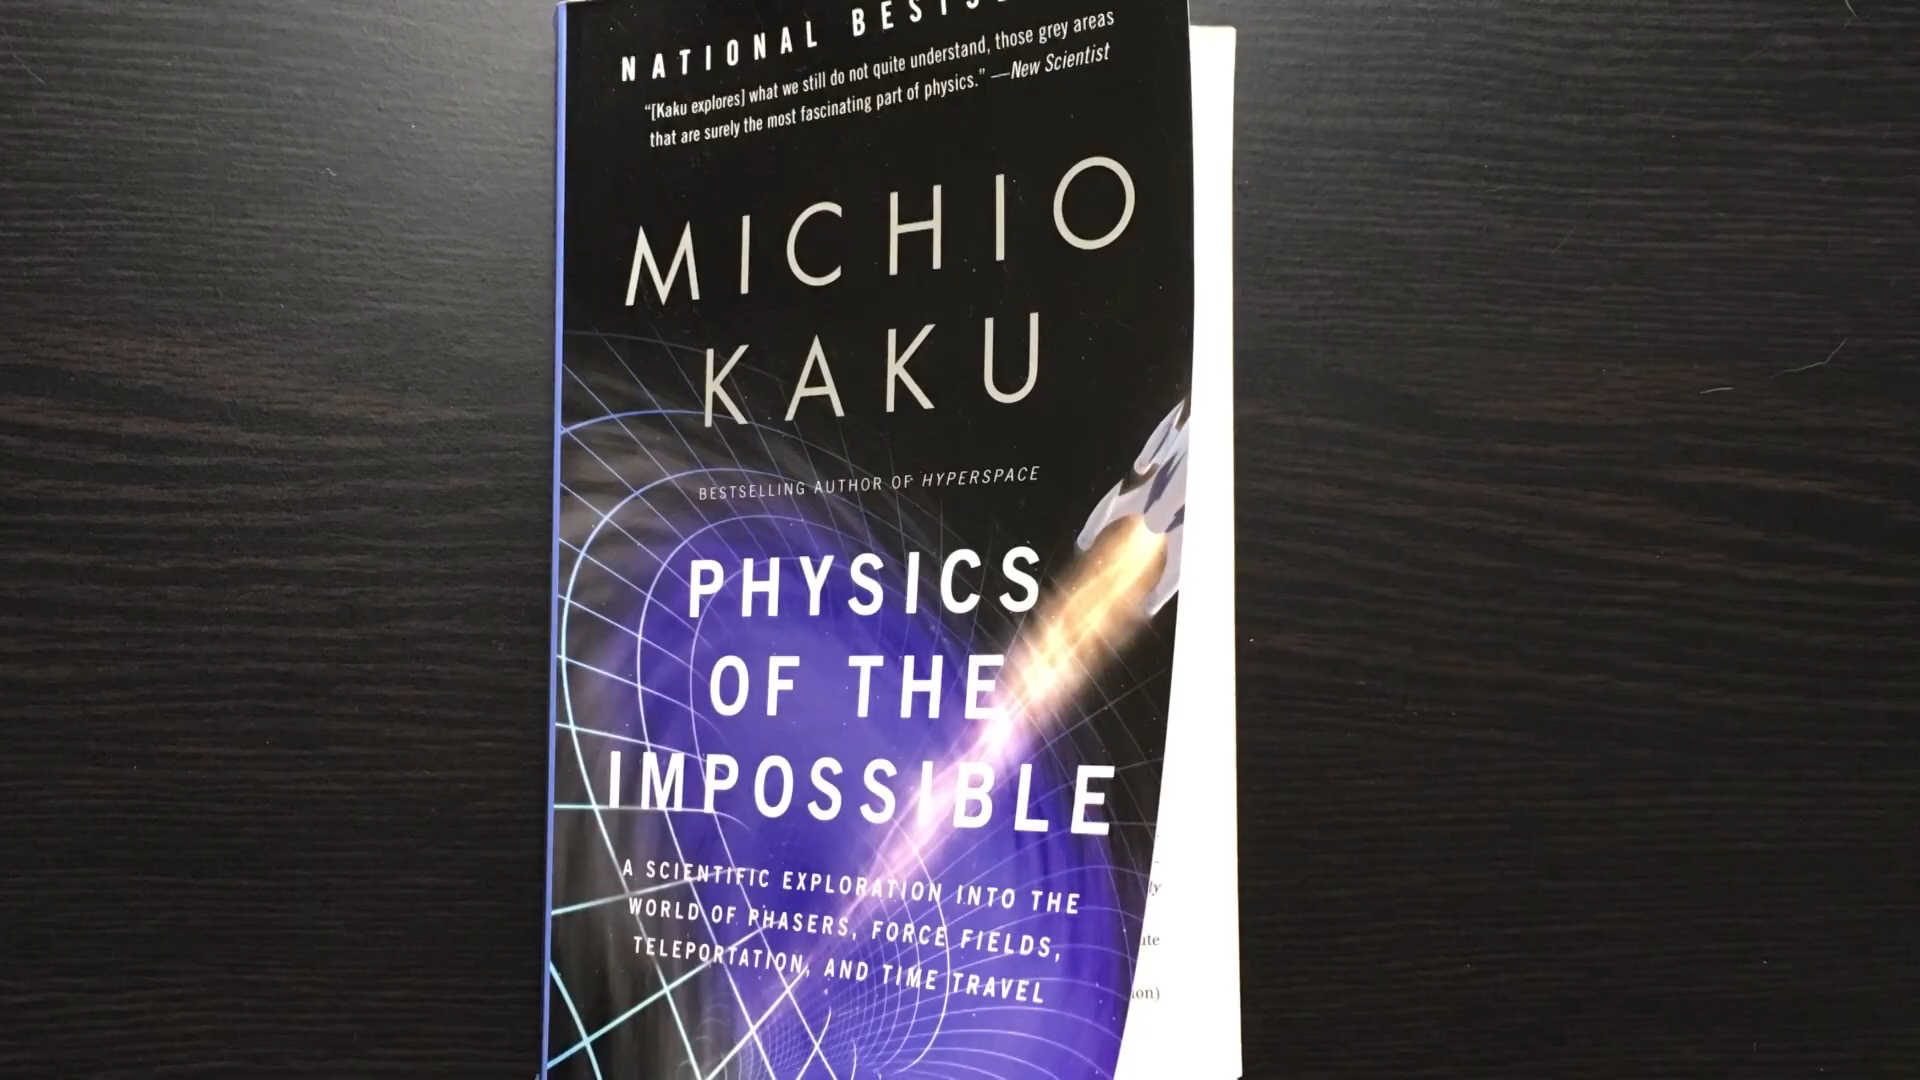 NATIONAL
"[Kaku explores] what we still do not quite understand, those grey areas
that are surely the most fascinating part of physics." —New Scientist
MICHIO
KAKU
BESTSELLING AUTHOR OF HYPERSPACE
PHYSICS
OF THE
IMPOSSIBLE
A SCIENTIFIC EXPLORATION INTO THE
WORLD OF PHASERS, FORCE FIELDS,
TELEPORTATION, AND TIME TRAVEL